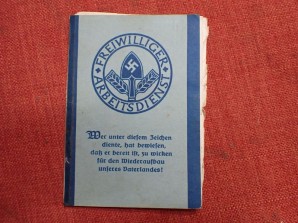 FREIWILLIGER
ARBEITSDIENST
Wer unter diesem Zeichen
diente, hat bewiesen,
daß er bereit ist, zu wirken
für den Wiederaufbau
unseres Vaterlandes!